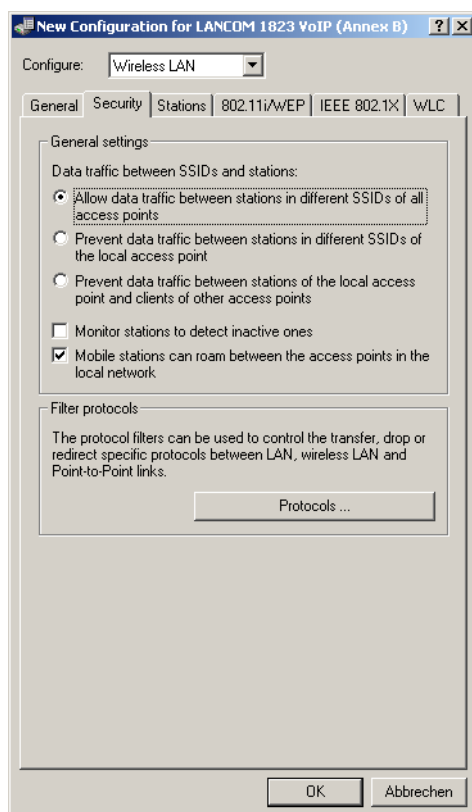 New Configuration for LANCOM 1823 VoIP (Annex B)
Configure: Wireless LAN
General Security Stations 802.11i/WEP IEEE 802.1X WLC
General settings
Data traffic between SSIDs and stations:
Allow data traffic between stations in different SSIDs of all
access points
Prevent data traffic between stations in different SSIDs of
the local access point
Prevent data traffic between stations of the local access
point and clients of other access points
Monitor stations to detect inactive ones
Mobile stations can roam between the access points in the
local network
Filter protocols
The protocol filters can be used to control the transfer, drop or
redirect specific protocols between LAN, wireless LAN and
Point-to-Point links.
Protocols ...
OK Abbrechen